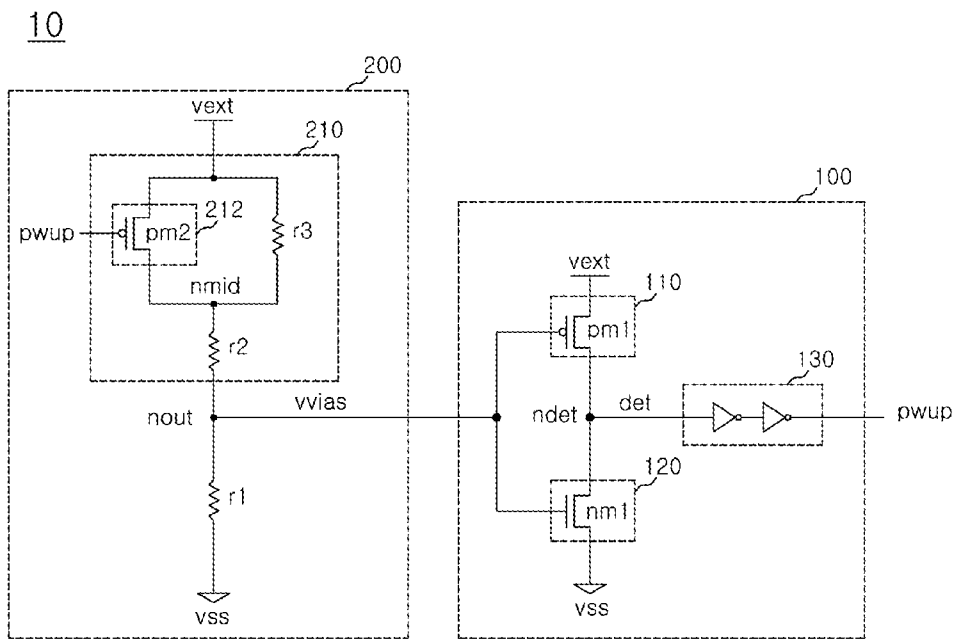 10
200
vext
210
212
pwup
pm2
r3
nmid
r2
nout
vvias
r1
vss
100
vext
110
pm1
130
ndet
det
pwup
120
nm1
vss